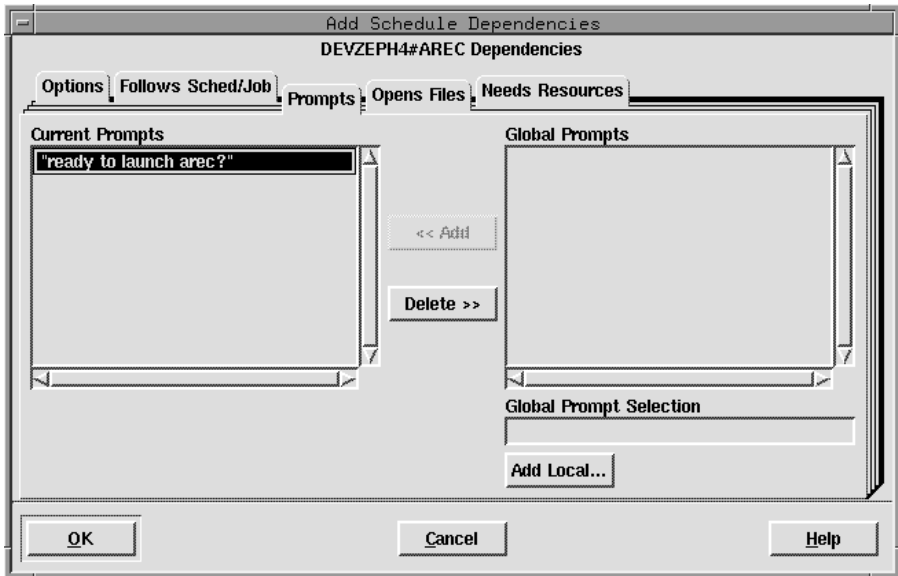 Add Schedule Dependencies
DEVZEPH4#AREC Dependencies
Options Follows Sched/Job Prompts Opens Files Needs Resources
Current Prompts Global Prompts
"ready to launch arec?"
<< Add
Delete >>
Global Prompt Selection
Add Local...
OK Cancel Help